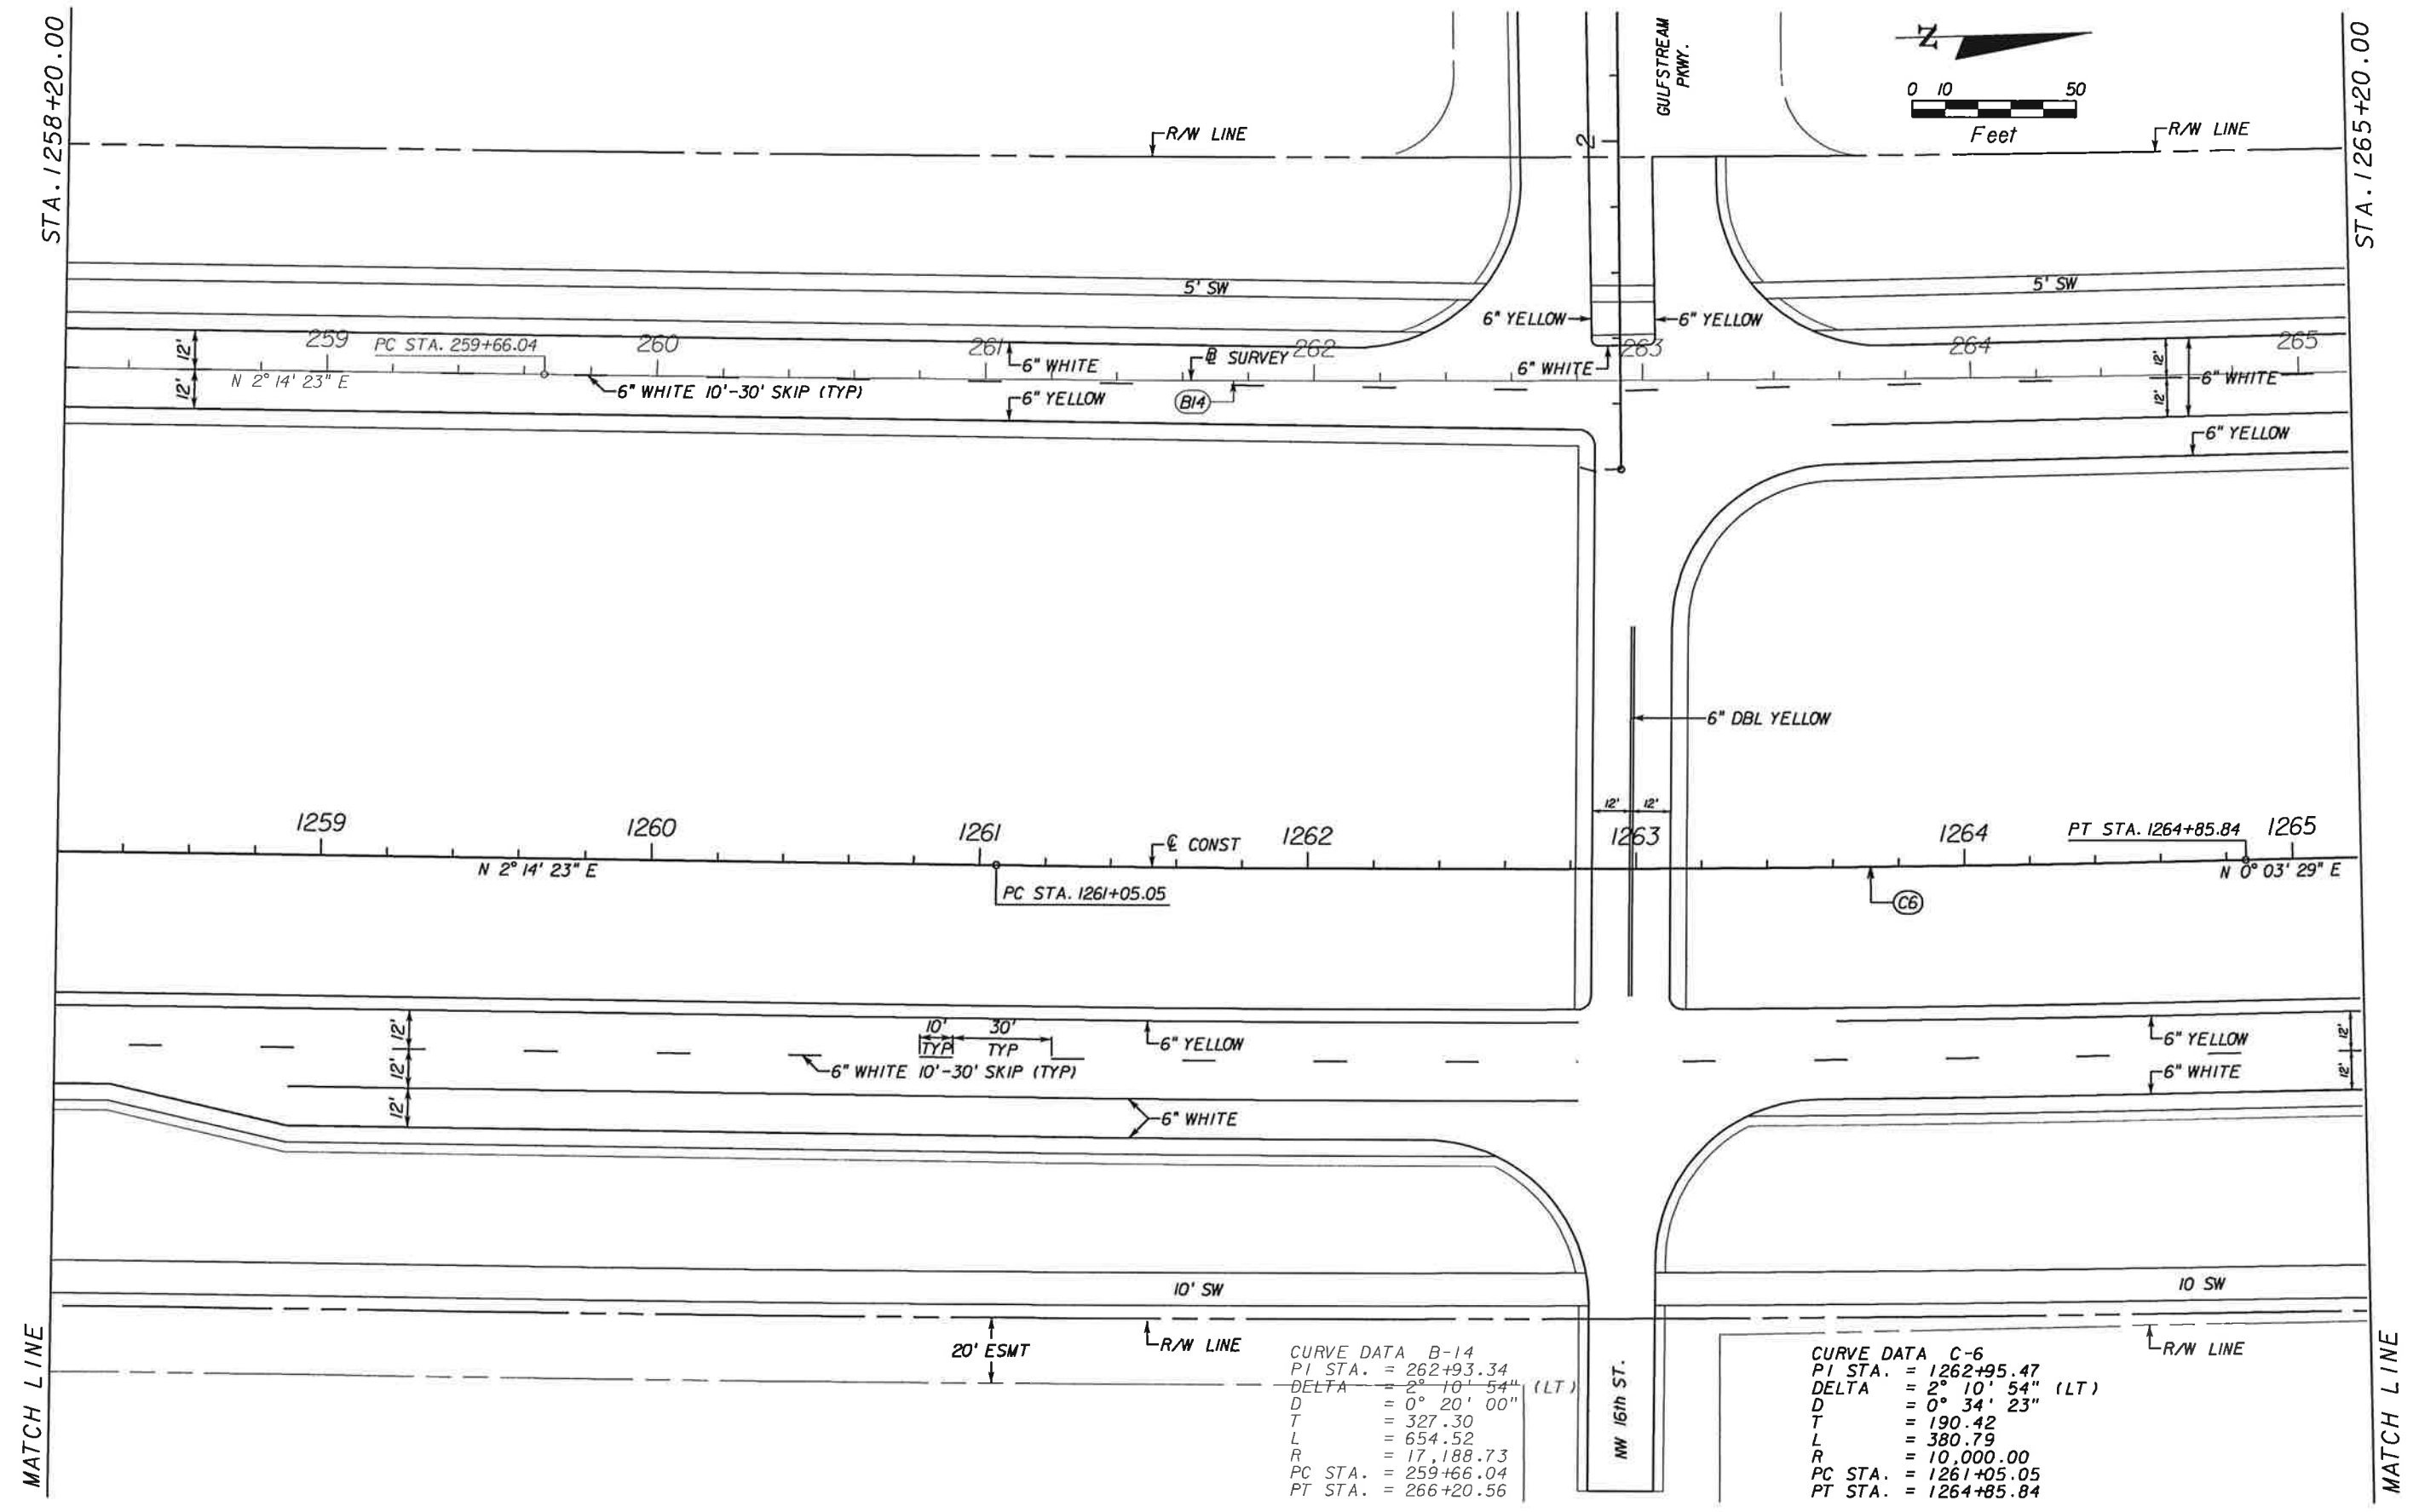 STA. 1258+20.00
GULFSTREAM
PKWY.
Z
0 10 50
Feet
STA. 1265+20.00
R/W LINE
R/W LINE
2
5' SW
5' SW
6" YELLOW
6" YELLOW
259
PC STA. 259+66.04
260
261
262
263
264
265
12'
12'
N 2° 14' 23" E
6" WHITE 10'-30' SKIP (TYP)
6" WHITE
6" YELLOW
℄ SURVEY
B14
6" WHITE
12'
12'
6" WHITE
6" YELLOW
6" DBL YELLOW
12' 12'
1259
1260
1261
1262
1263
1264
1265
N 2° 14' 23" E
℄ CONST
PC STA. 1261+05.05
C6
PT STA. 1264+85.84
N 0° 03' 29" E
12'
12'
12'
10' 30'
TYP TYP
6" WHITE 10'-30' SKIP (TYP)
6" YELLOW
6" WHITE
6" YELLOW
6" WHITE
12'
12'
10' SW
10 SW
20' ESMT
R/W LINE
R/W LINE
NW 16th ST.
CURVE DATA B-14
PI STA. = 262+93.34
DELTA = 2° 10' 54" (LT)
D = 0° 20' 00"
T = 327.30
L = 654.52
R = 17,188.73
PC STA. = 259+66.04
PT STA. = 266+20.56
CURVE DATA C-6
PI STA. = 1262+95.47
DELTA = 2° 10' 54" (LT)
D = 0° 34' 23"
T = 190.42
L = 380.79
R = 10,000.00
PC STA. = 1261+05.05
PT STA. = 1264+85.84
MATCH LINE
MATCH LINE